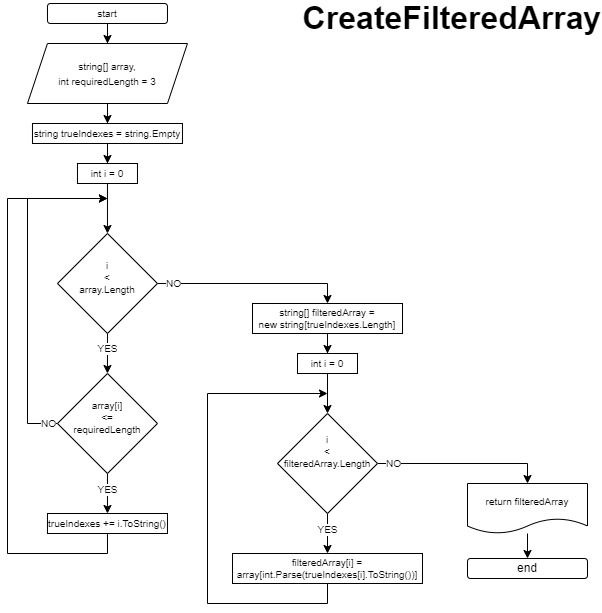 CreateFilteredArray
start
string[] array,
int requiredLength = 3
string trueIndexes = string.Empty
int i = 0
i
<
array.Length
NO
YES
array[i]
<=
requiredLength
NO
YES
trueIndexes += i.ToString()
string[] filteredArray =
new string[trueIndexes.Length]
int i = 0
i
<
filteredArray.Length
NO
YES
filteredArray[i] =
array[int.Parse(trueIndexes[i].ToString())]
return filteredArray
end